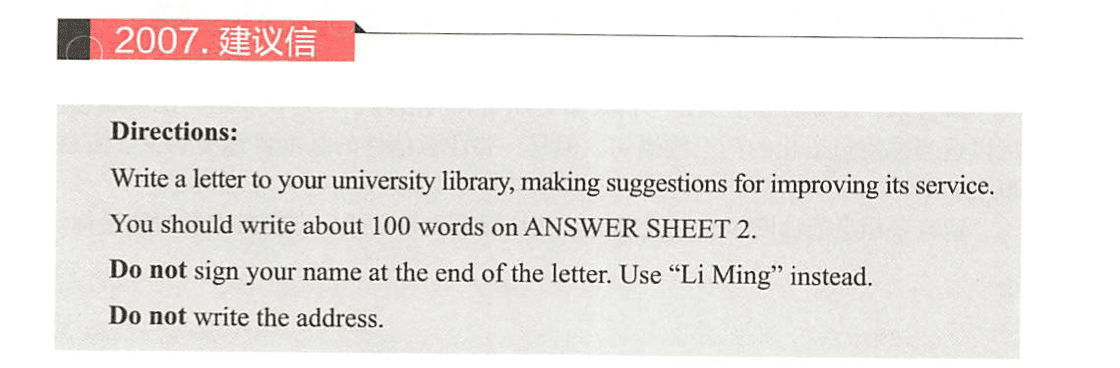 2007. 建议信
Directions:
Write a letter to your university library, making suggestions for improving its service.
You should write about 100 words on ANSWER SHEET 2.
Do not sign your name at the end of the letter. Use “Li Ming” instead.
Do not write the address.